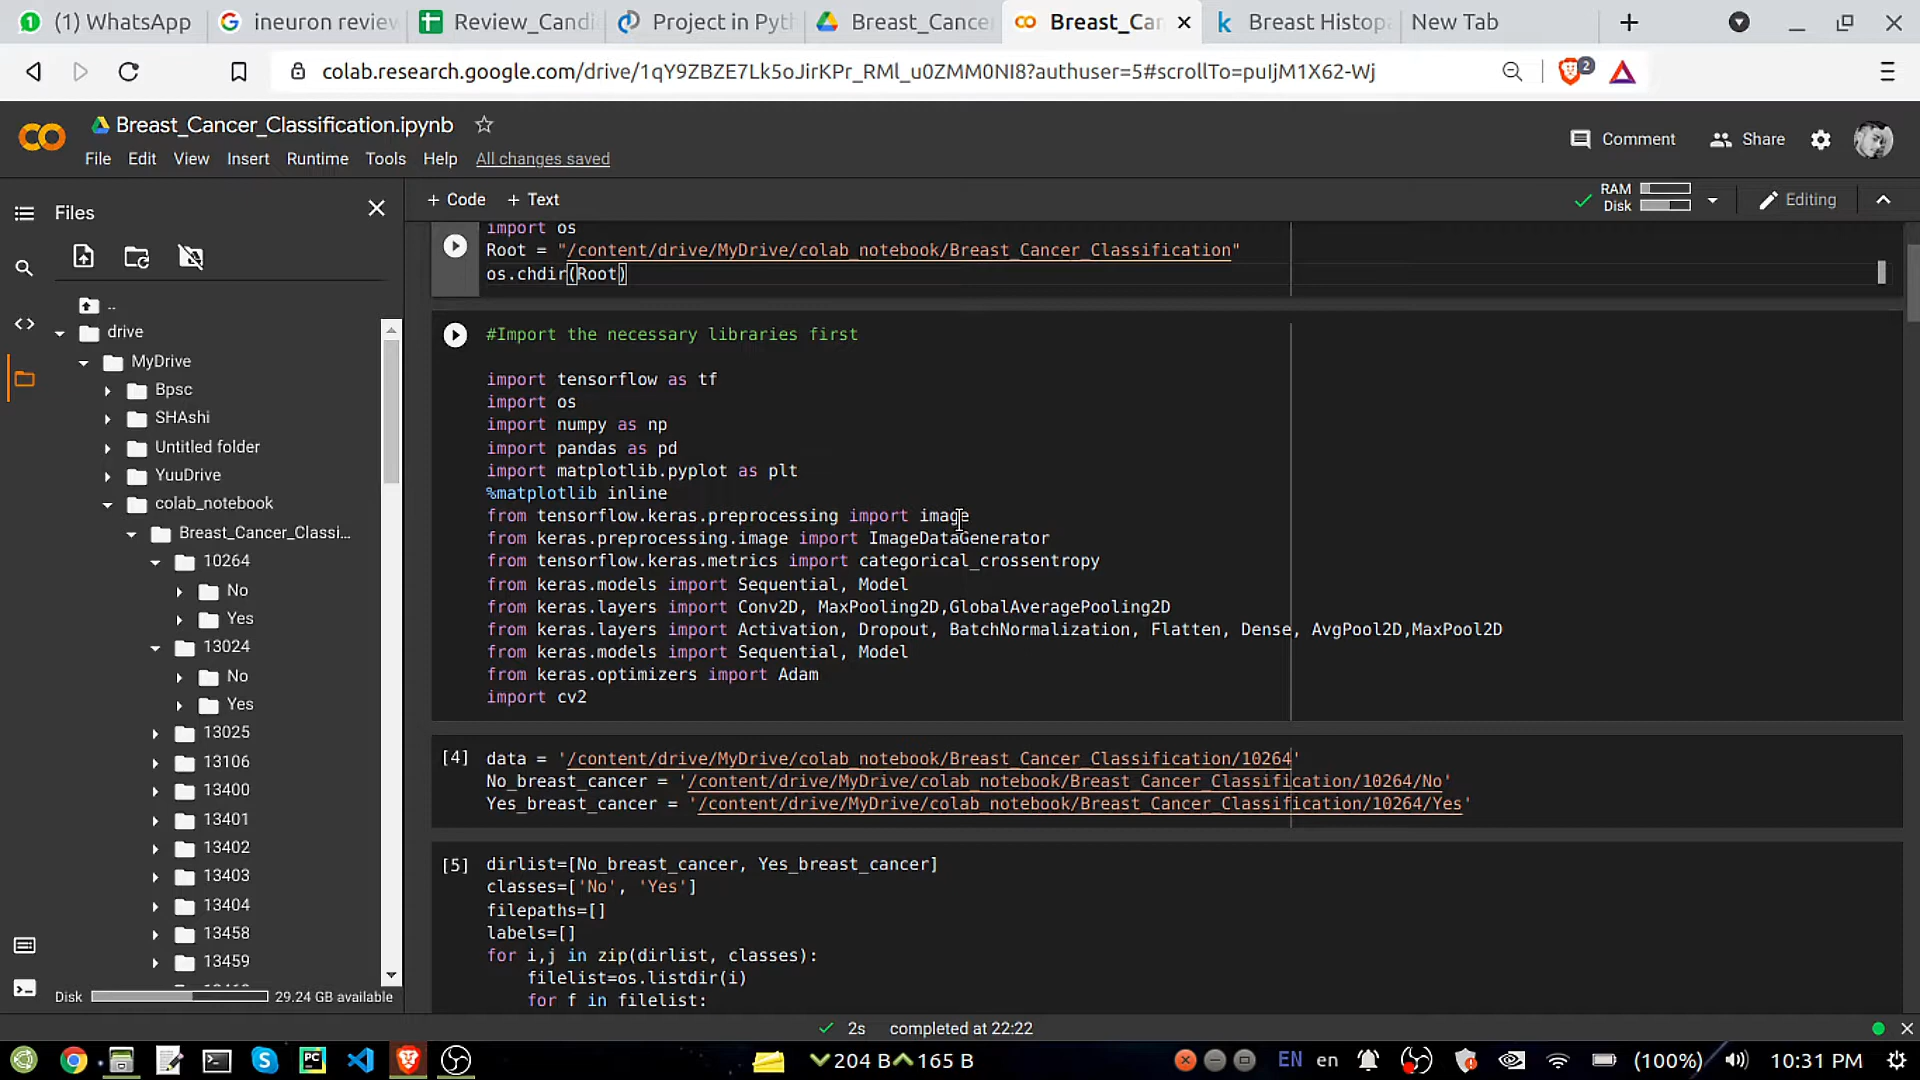 (1) WhatsApp
ineuron review
Review_Candi
Project in Pyth
Breast_Cance
Breast_Can
Breast Histopa
New Tab
colab.research.google.com/drive/1qY9ZBZE7Lk5oJirKPr_RMl_u0ZMM0NI8?authuser=5#scrollTo=puIjM1X62-Wj
2
Breast_Cancer_Classification.ipynb
Comment
Share
File Edit View Insert Runtime Tools Help All changes saved
Files
+ Code + Text
RAM
Disk
Editing
..
drive
MyDrive
Bpsc
SHAshi
Untitled folder
YuuDrive
colab_notebook
Breast_Cancer_Classi...
10264
No
Yes
13024
No
Yes
13025
13106
13400
13401
13402
13403
13404
13458
13459
Disk 29.24 GB available
import os
Root = "/content/drive/MyDrive/colab_notebook/Breast_Cancer_Classification"
os.chdir(Root)
#Import the necessary libraries first
import tensorflow as tf
import os
import numpy as np
import pandas as pd
import matplotlib.pyplot as plt
%matplotlib inline
from tensorflow.keras.preprocessing import image
from keras.preprocessing.image import ImageDataGenerator
from tensorflow.keras.metrics import categorical_crossentropy
from keras.models import Sequential, Model
from keras.layers import Conv2D, MaxPooling2D,GlobalAveragePooling2D
from keras.layers import Activation, Dropout, BatchNormalization, Flatten, Dense, AvgPool2D,MaxPool2D
from keras.models import Sequential, Model
from keras.optimizers import Adam
import cv2
[4] data = '/content/drive/MyDrive/colab_notebook/Breast_Cancer_Classification/10264'
No_breast_cancer = '/content/drive/MyDrive/colab_notebook/Breast_Cancer_Classification/10264/No'
Yes_breast_cancer = '/content/drive/MyDrive/colab_notebook/Breast_Cancer_Classification/10264/Yes'
[5] dirlist=[No_breast_cancer, Yes_breast_cancer]
classes=['No', 'Yes']
filepaths=[]
labels=[]
for i,j in zip(dirlist, classes):
filelist=os.listdir(i)
for f in filelist:
2s completed at 22:22
204 B 165 B
EN en (100%) 10:31 PM